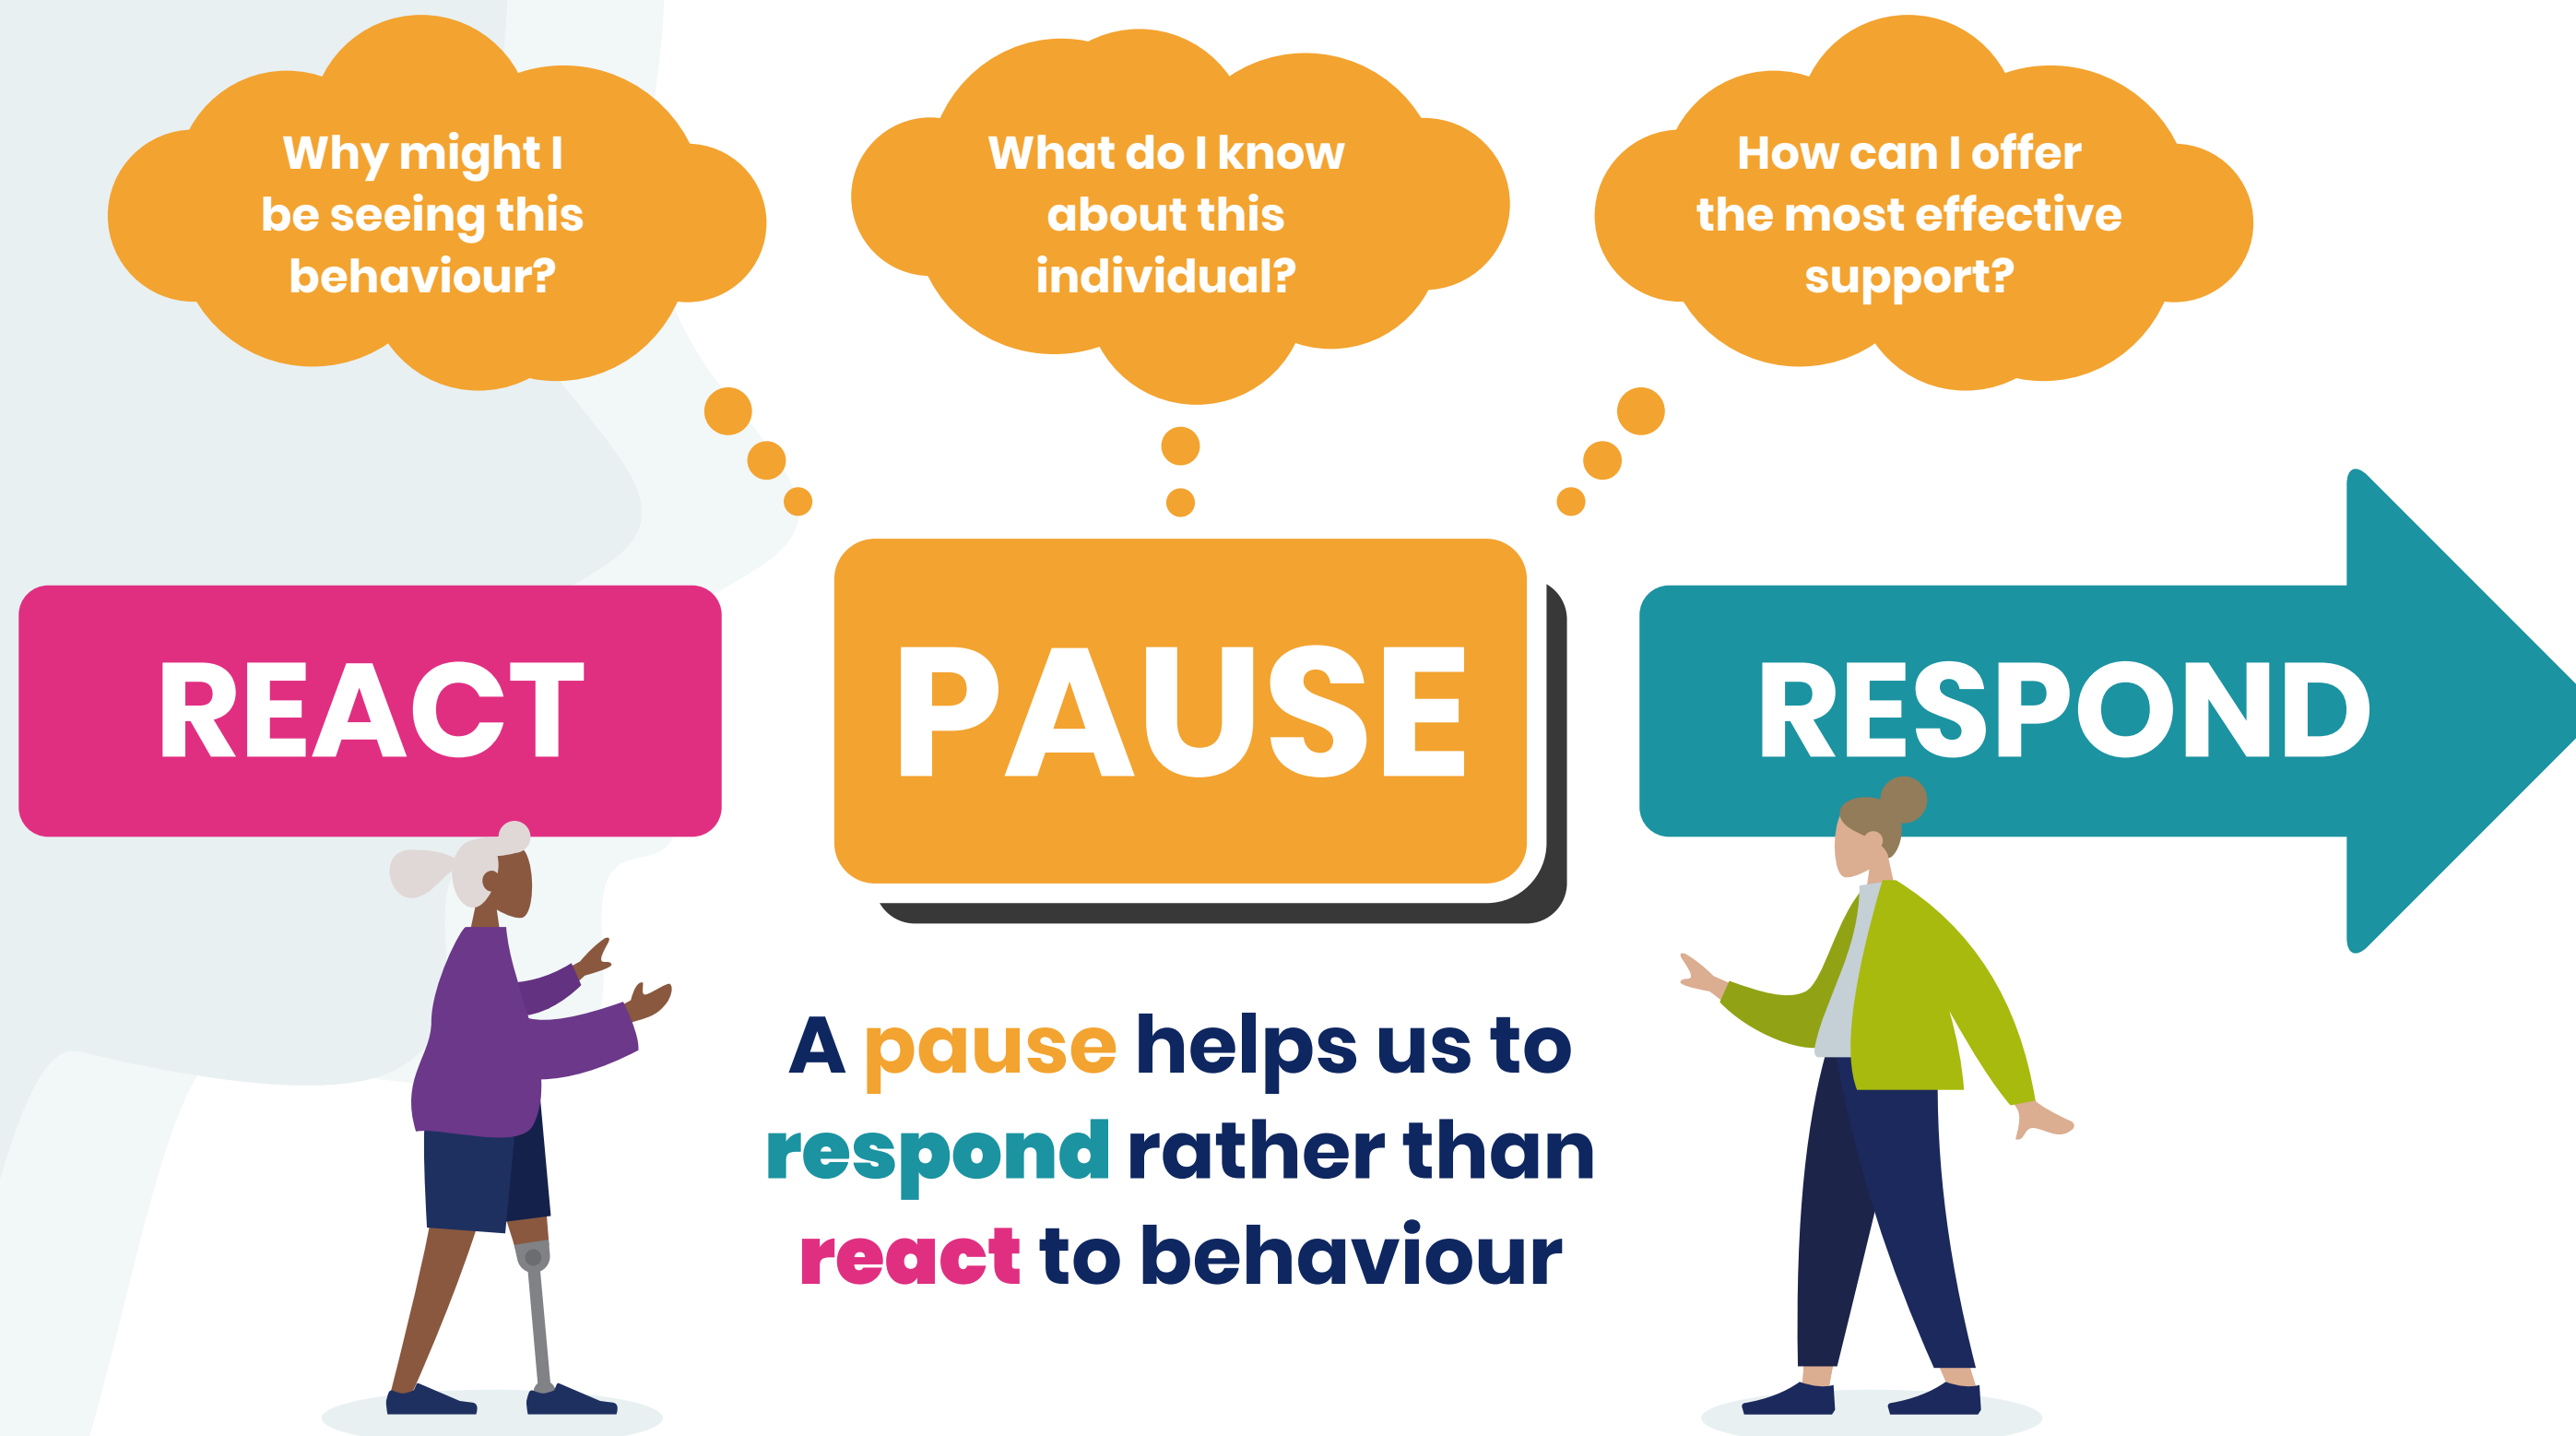 Why might I
be seeing this
behaviour?
What do I know
about this
individual?
How can I offer
the most effective
support?
REACT
PAUSE
RESPOND
A pause helps us to
respond rather than
react to behaviour